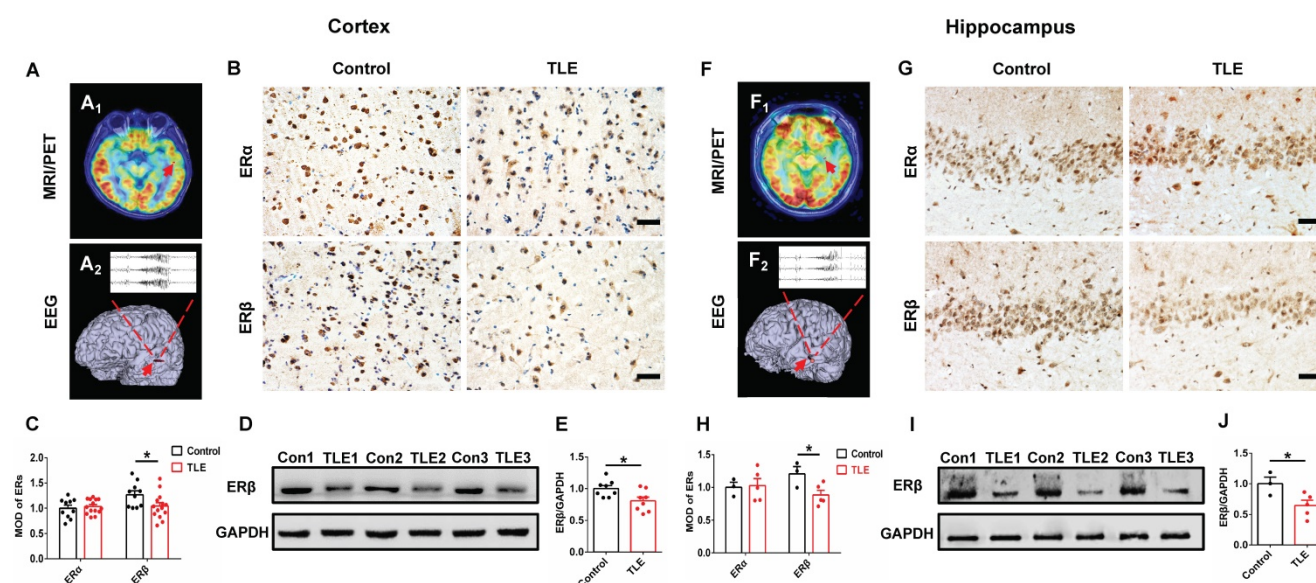 Cortex
Hippocampus
A
B
Control
TLE
F
G
Control
TLE
MRI/PET
A1
ERα
MRI/PET
F1
ERα
EEG
A2
ERβ
EEG
F2
ERβ
C
MOD of ERs
2.0
1.5
1.0
0.5
0.0
*
Control
TLE
ERα
ERβ
D
Con1 TLE1 Con2 TLE2 Con3 TLE3
ERβ
GAPDH
E
ERβ/GAPDH
1.5
1.0
0.5
0.0
*
Control
TLE
H
MOD of ERs
2.0
1.5
1.0
0.5
0.0
*
Control
TLE
ERα
ERβ
I
Con1 TLE1 Con2 TLE2 Con3 TLE3
ERβ
GAPDH
J
ERβ/GAPDH
1.5
1.0
0.5
0.0
*
Control
TLE